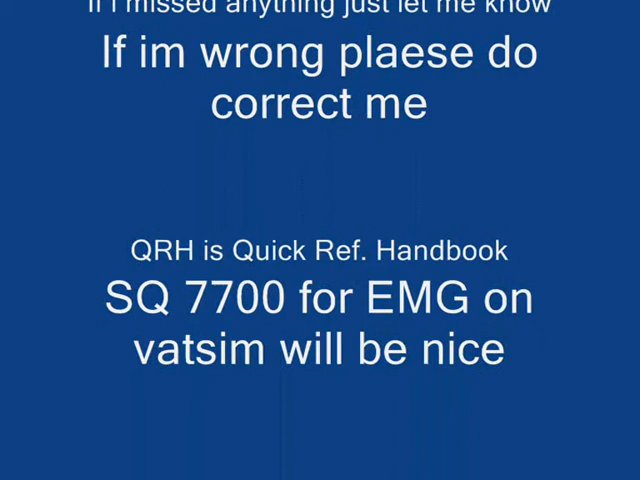 If I missed anything just let me know
If im wrong plaese do
correct me
QRH is Quick Ref. Handbook
SQ 7700 for EMG on
vatsim will be nice